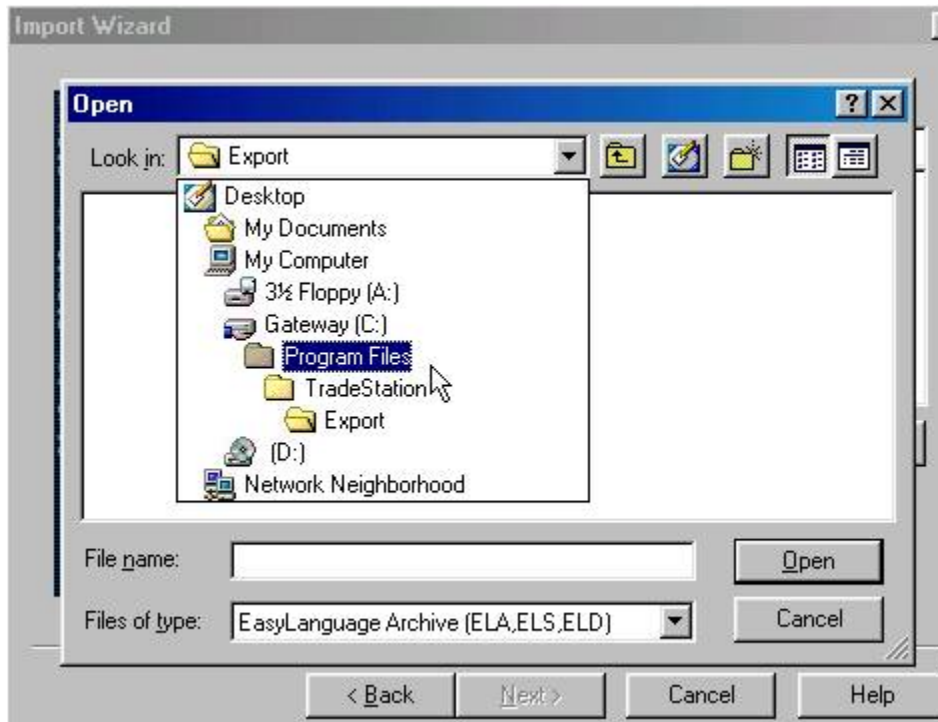 Import Wizard
Open
Look in: Export
Desktop
My Documents
My Computer
3½ Floppy (A:)
Gateway (C:)
Program Files
TradeStation
Export
(D:)
Network Neighborhood
File name:
Open
Files of type: EasyLanguage Archive (ELA,ELS,ELD)
Cancel
< Back Next > Cancel Help